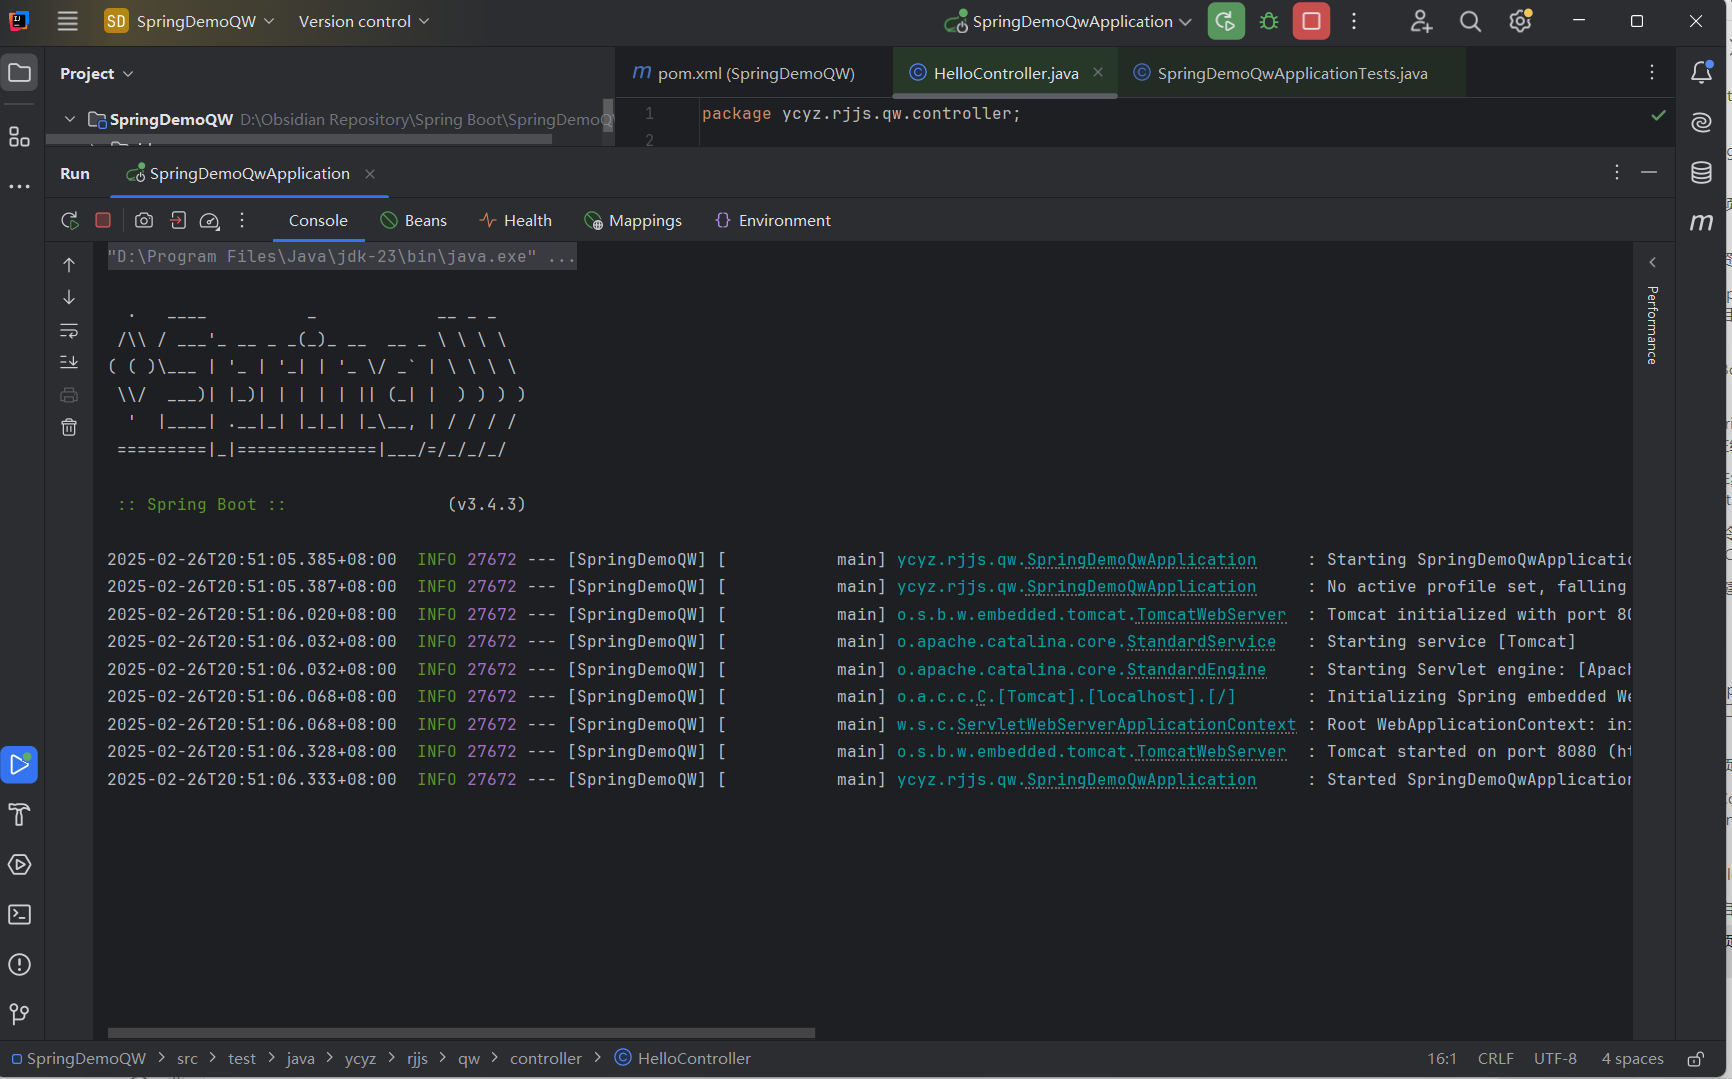 SD SpringDemoQW Version control SpringDemoQwApplication
Project
pom.xml (SpringDemoQW) HelloController.java SpringDemoQwApplicationTests.java
SpringDemoQW D:\Obsidian Repository\Spring Boot\SpringDemoQ
1 package ycyz.rjjs.qw.controller;
2
Run SpringDemoQwApplication
Console Beans Health Mappings Environment
"D:\Program Files\Java\jdk-23\bin\java.exe" ...
  .   ____          _            __ _ _
 /\\ / ___'_ __ _ _(_)_ __  __ _ \ \ \ \
( ( )\___ | '_ | '_| | '_ \/ _` | \ \ \ \
 \\/  ___)| |_)| | | | | || (_| |  ) ) ) )
  '  |____| .__|_| |_|_| |_\__, | / / / /
 =========|_|==============|___/=/_/_/_/
:: Spring Boot :: (v3.4.3)
2025-02-26T20:51:05.385+08:00 INFO 27672 --- [SpringDemoQW] [ main] ycyz.rjjs.qw.SpringDemoQwApplication : Starting SpringDemoQwApplicatio
2025-02-26T20:51:05.387+08:00 INFO 27672 --- [SpringDemoQW] [ main] ycyz.rjjs.qw.SpringDemoQwApplication : No active profile set, falling
2025-02-26T20:51:06.020+08:00 INFO 27672 --- [SpringDemoQW] [ main] o.s.b.w.embedded.tomcat.TomcatWebServer : Tomcat initialized with port 80
2025-02-26T20:51:06.032+08:00 INFO 27672 --- [SpringDemoQW] [ main] o.apache.catalina.core.StandardService : Starting service [Tomcat]
2025-02-26T20:51:06.032+08:00 INFO 27672 --- [SpringDemoQW] [ main] o.apache.catalina.core.StandardEngine : Starting Servlet engine: [Apac
2025-02-26T20:51:06.068+08:00 INFO 27672 --- [SpringDemoQW] [ main] o.a.c.c.C.[Tomcat].[localhost].[/] : Initializing Spring embedded We
2025-02-26T20:51:06.068+08:00 INFO 27672 --- [SpringDemoQW] [ main] w.s.c.ServletWebServerApplicationContext : Root WebApplicationContext: ini
2025-02-26T20:51:06.328+08:00 INFO 27672 --- [SpringDemoQW] [ main] o.s.b.w.embedded.tomcat.TomcatWebServer : Tomcat started on port 8080 (ht
2025-02-26T20:51:06.333+08:00 INFO 27672 --- [SpringDemoQW] [ main] ycyz.rjjs.qw.SpringDemoQwApplication : Started SpringDemoQwApplication
Performance
SpringDemoQW > src > test > java > ycyz > rjjs > qw > controller > HelloController
16:1 CRLF UTF-8 4 spaces